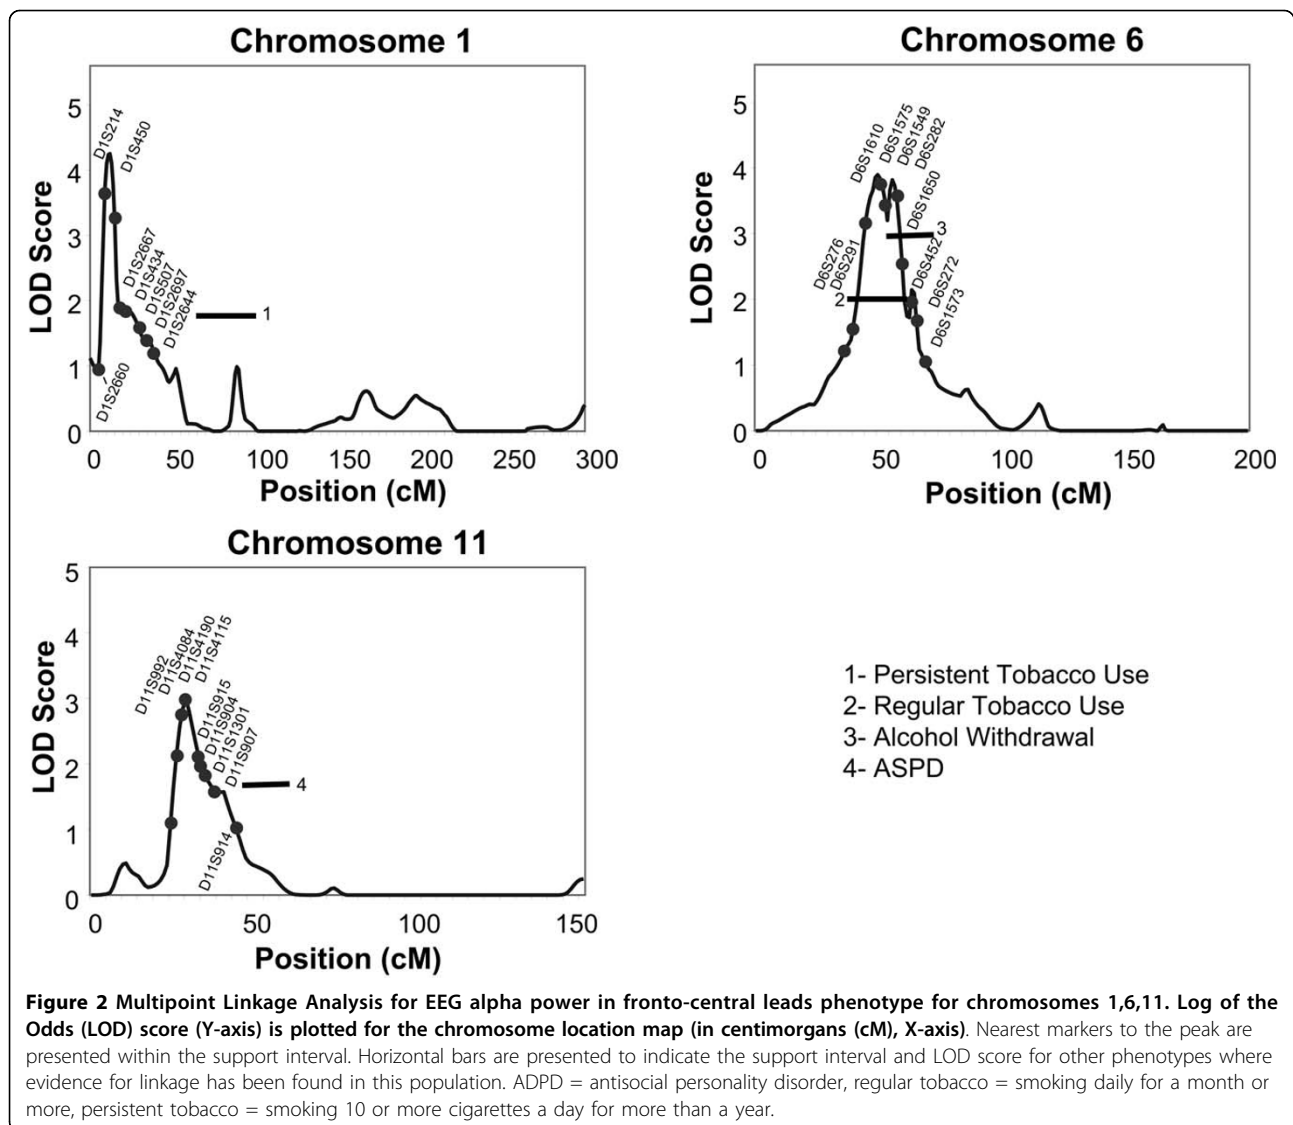 Chromosome 1
LOD Score
5
4
3
2
1
0
D1S214
D1S450
D1S2667
D1S434
D1S507
D1S2697
D1S2644
D1S2660
1
0 50 100 150 200 250 300
Position (cM)
Chromosome 6
LOD Score
5
4
3
2
1
0
D6S1610
D6S1575
D6S1549
D6S282
D6S1650
D6S276
D6S291
D6S452
D6S272
D6S1573
3
2
0 50 100 150 200
Position (cM)
Chromosome 11
LOD Score
5
4
3
2
1
0
D11S992
D11S4084
D11S4190
D11S4115
D11S915
D11S904
D11S1301
D11S907
D11S914
4
0 50 100 150
Position (cM)
1- Persistent Tobacco Use
2- Regular Tobacco Use
3- Alcohol Withdrawal
4- ASPD
Figure 2 Multipoint Linkage Analysis for EEG alpha power in fronto-central leads phenotype for chromosomes 1,6,11. Log of the
Odds (LOD) score (Y-axis) is plotted for the chromosome location map (in centimorgans (cM), X-axis). Nearest markers to the peak are
presented within the support interval. Horizontal bars are presented to indicate the support interval and LOD score for other phenotypes where
evidence for linkage has been found in this population. ADPD = antisocial personality disorder, regular tobacco = smoking daily for a month or
more, persistent tobacco = smoking 10 or more cigarettes a day for more than a year.